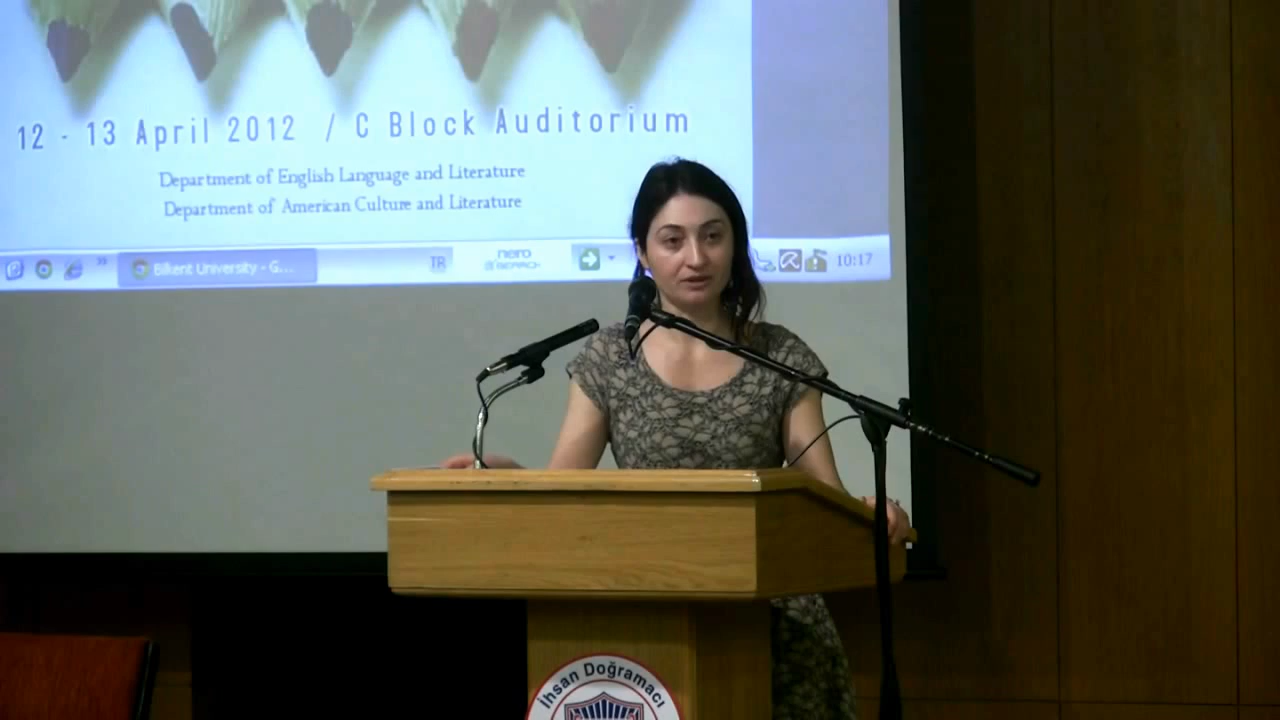 12 - 13 April 2012 / C Block Auditorium
Department of English Language and Literature
Department of American Culture and Literature
Bilkent University - G...
TR
nero
SEARCH
10:17
İhsan Doğramacı